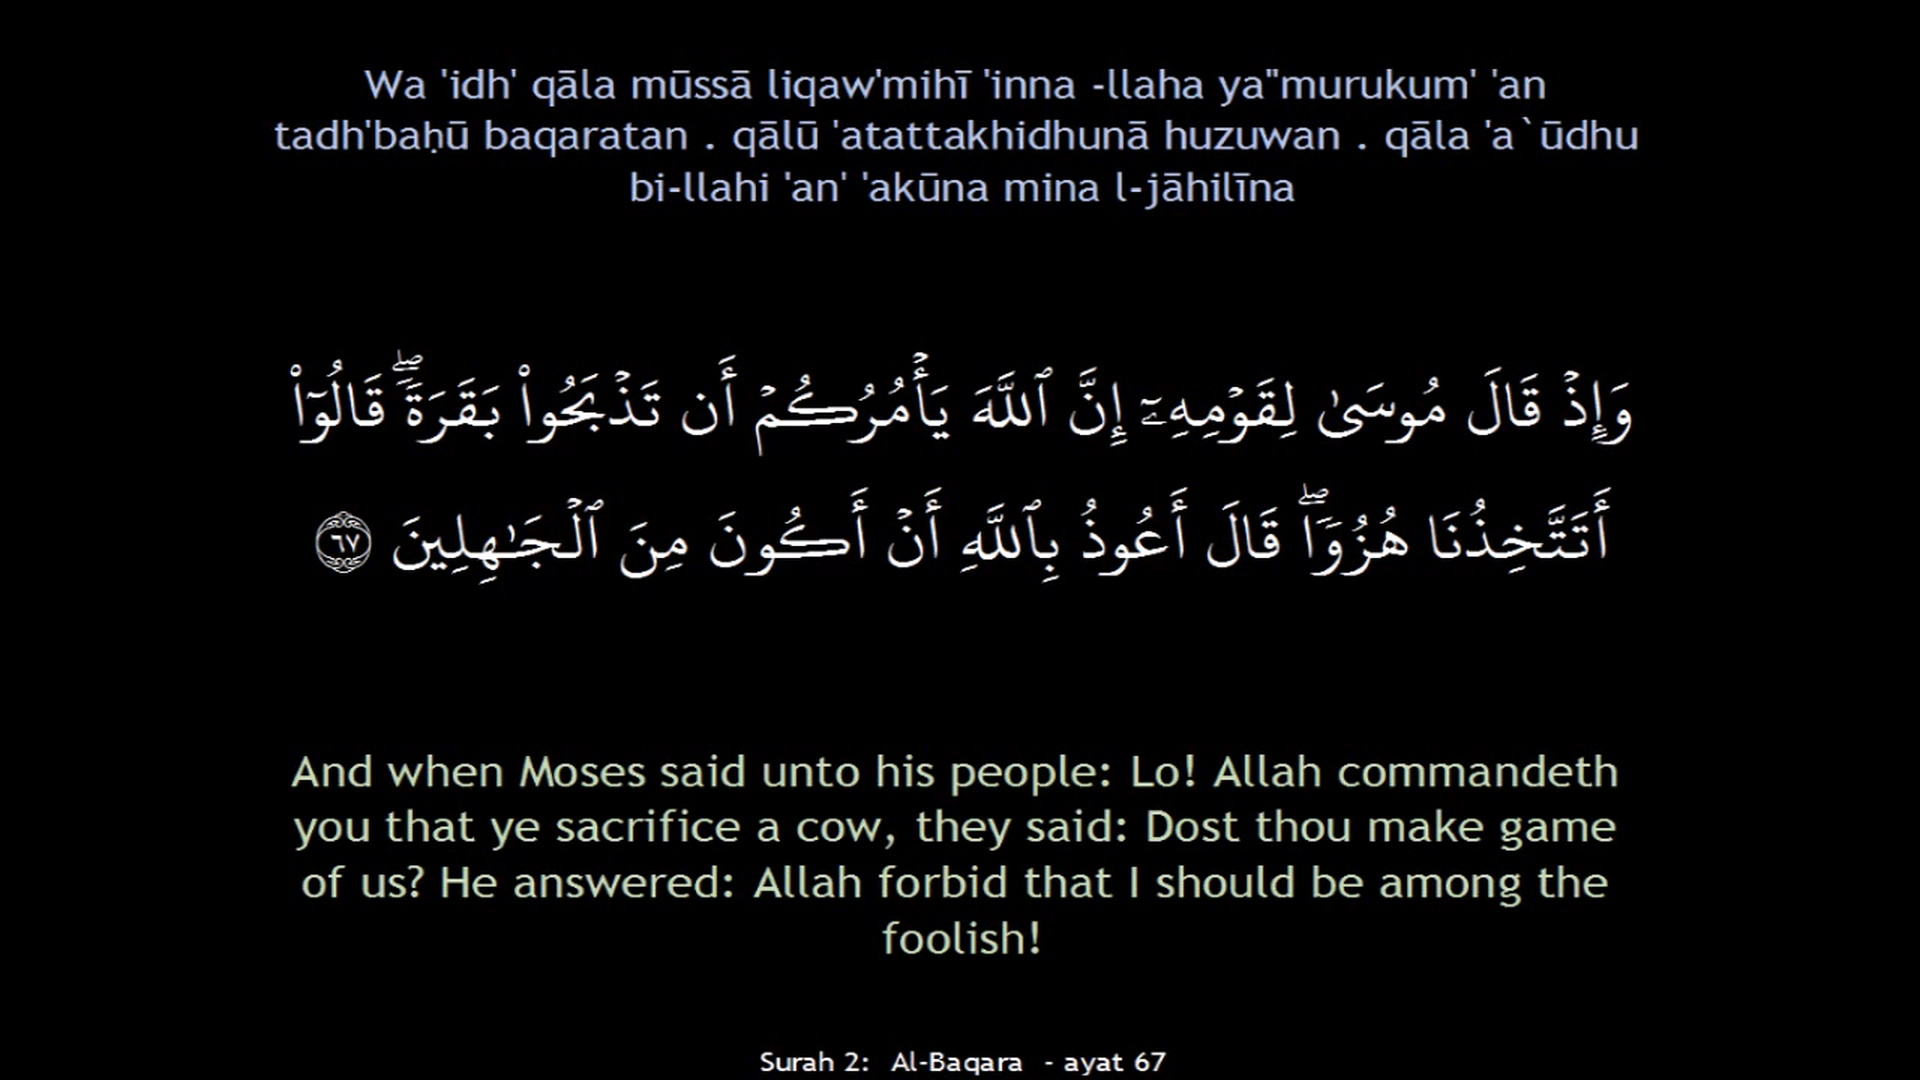 Wa 'idh' qāla mūssā liqaw'mihī 'inna -llaha ya"murukum' 'an
tadh'baḥū baqaratan . qālū 'atattakhidhunā huzuwan . qāla 'a`ūdhu
bi-llahi 'an' 'akūna mina l-jāhilīna
وَإِذۡ قَالَ مُوسَىٰ لِقَوۡمِهِۦٓ إِنَّ ٱللَّهَ يَأۡمُرُكُمۡ أَن تَذۡبَحُواْ بَقَرَةٗۖ قَالُوٓاْ
أَتَتَّخِذُنَا هُزُوٗاۖ قَالَ أَعُوذُ بِٱللَّهِ أَنۡ أَكُونَ مِنَ ٱلۡجَٰهِلِينَ ٦٧
And when Moses said unto his people: Lo! Allah commandeth
you that ye sacrifice a cow, they said: Dost thou make game
of us? He answered: Allah forbid that I should be among the
foolish!
Surah 2: Al-Baqara - ayat 67